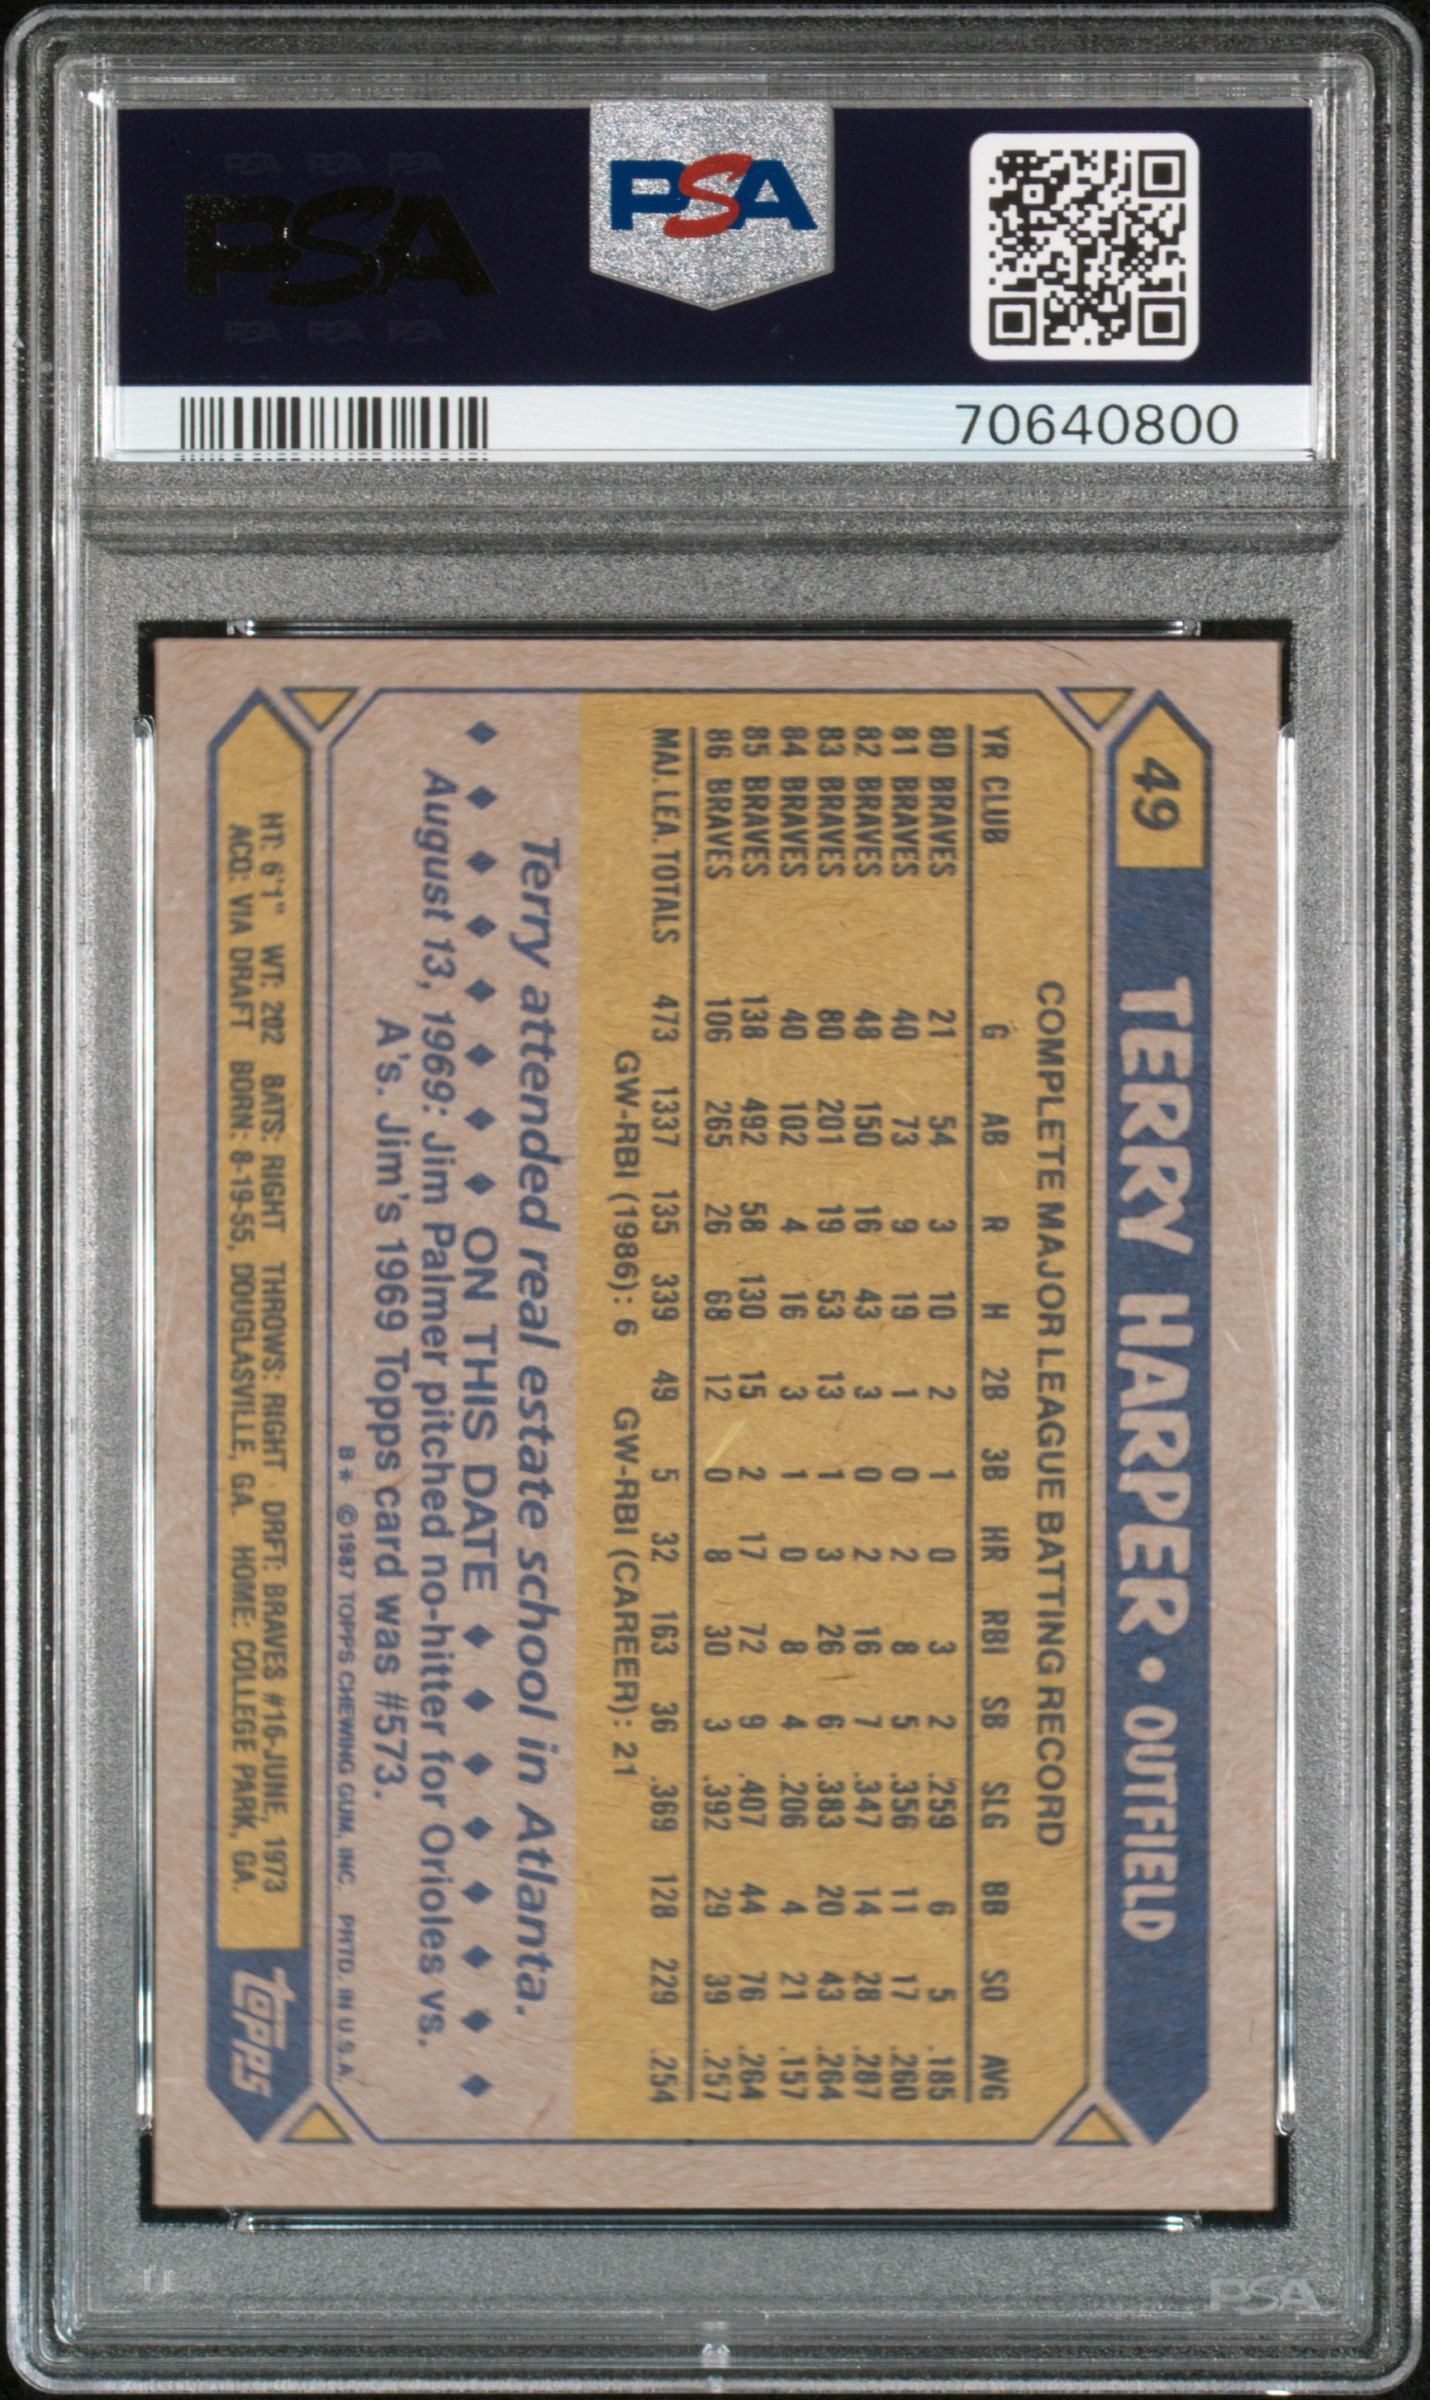 PSA PSA PSA
PSA
PSA PSA PSA
PSA
70640800
49
TERRY HARPER • OUTFIELD
COMPLETE MAJOR LEAGUE BATTING RECORD
YR CLUB G AB R H 2B 3B HR RBI SB SLG BB SO AVG
80 BRAVES 21 54 3 10 2 1 0 3 2 .259 6 5 .185
81 BRAVES 40 73 9 19 1 0 2 8 5 .356 11 17 .260
82 BRAVES 48 150 16 43 3 0 2 16 7 .347 14 28 .287
83 BRAVES 80 201 19 53 13 1 3 26 6 .383 20 43 .264
84 BRAVES 40 102 4 16 3 1 0 8 4 .206 4 21 .157
85 BRAVES 138 492 58 130 15 2 17 72 9 .407 44 76 .264
86 BRAVES 106 265 26 68 12 0 8 30 3 .392 29 39 .257
MAJ. LEA. TOTALS 473 1337 135 339 49 5 32 163 36 .369 128 229 .254
GW-RBI (1986): 6 GW-RBI (CAREER): 21
Terry attended real estate school in Atlanta.
♦ ♦ ♦ ♦ ♦ ♦ ♦ ♦ ON THIS DATE ♦ ♦ ♦ ♦ ♦ ♦ ♦ ♦
August 13, 1969: Jim Palmer pitched no-hitter for Orioles vs.
A's. Jim's 1969 Topps card was #573.
B* ©1987 TOPPS CHEWING GUM, INC. PRTD. IN U.S.A.
HT: 6'1" WT: 202 BATS: RIGHT THROWS: RIGHT DRFT: BRAVES #16-JUNE, 1973
ACQ: VIA DRAFT BORN: 8-19-55, DOUGLASVILLE, GA. HOME: COLLEGE PARK, GA.
topps
PSA